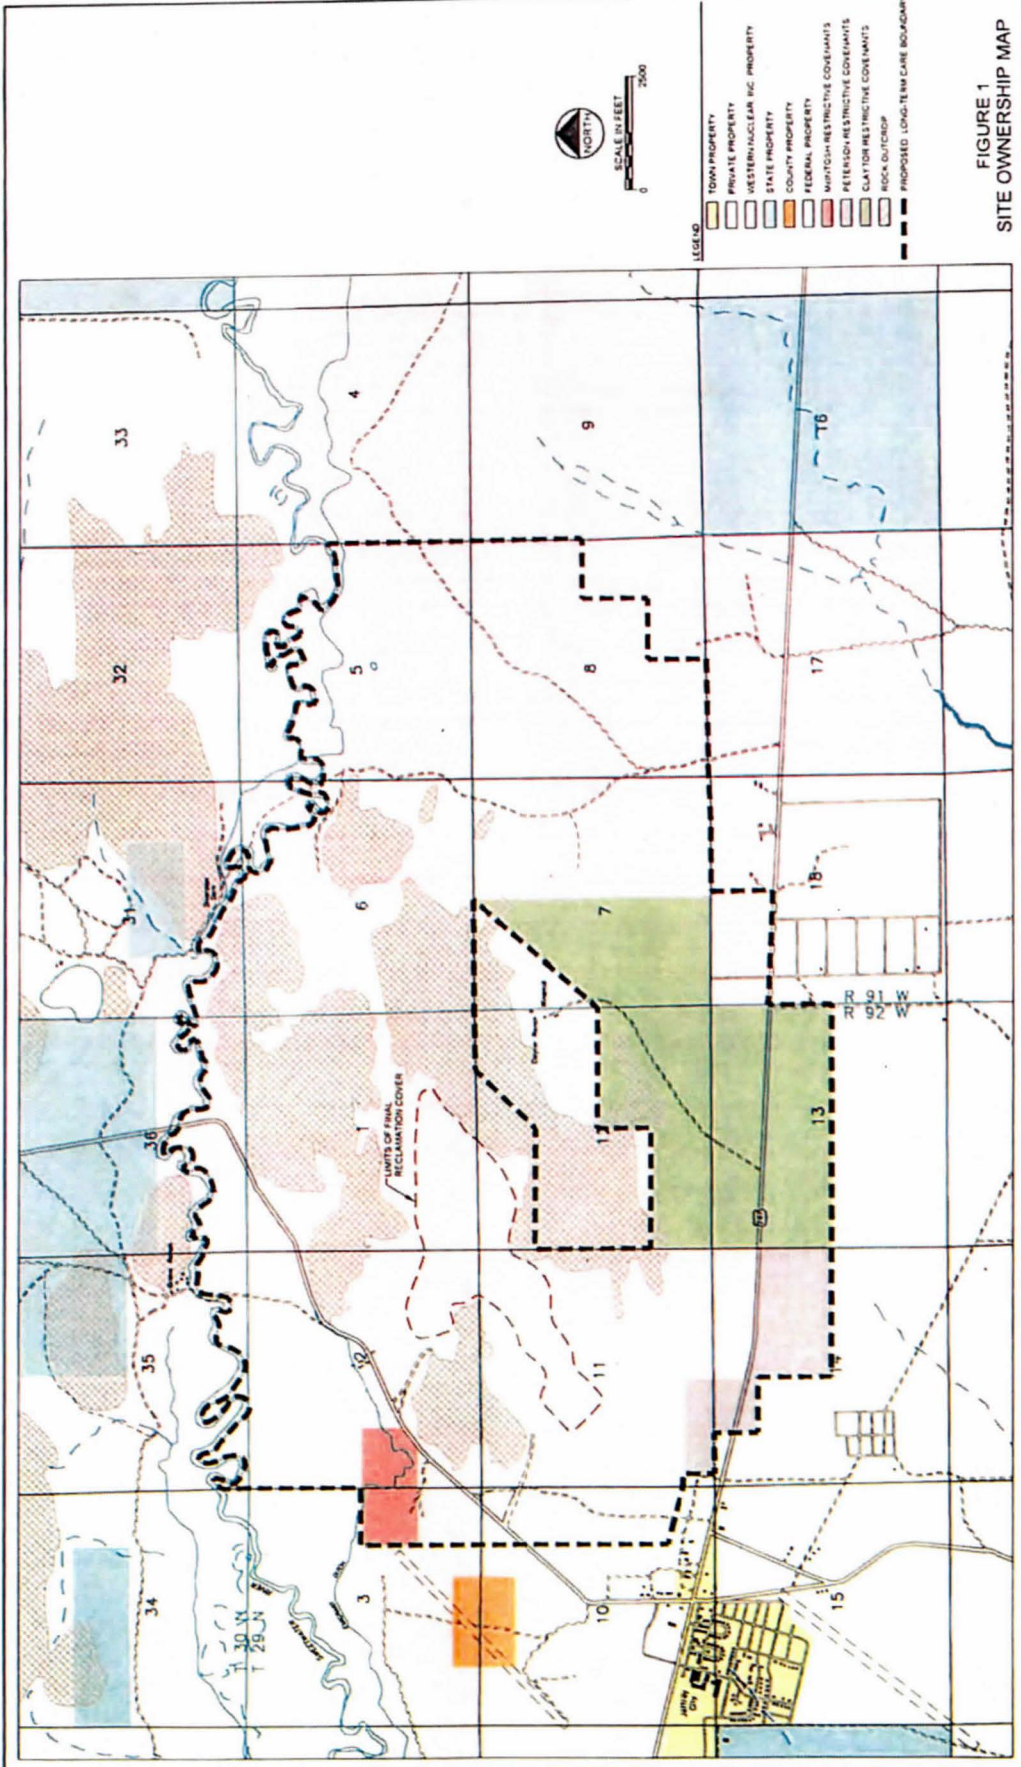 FIGURE 1
SITE OWNERSHIP MAP
NORTH
SCALE IN FEET
0 2500
LEGEND
TOWN PROPERTY
PRIVATE PROPERTY
WESTERN NUCLEAR INC. PROPERTY
STATE PROPERTY
COUNTY PROPERTY
FEDERAL PROPERTY
McINTOSH RESTRICTIVE COVENANTS
PETERSON RESTRICTIVE COVENANTS
CLAYTOR RESTRICTIVE COVENANTS
ROCK OUTCROP
PROPOSED LONG-TERM CARE BOUNDARY
34
35
36
31
32
33
T 30 N
T 29 N
SWEETWATER
RIVER
3
2
1
6
5
4
LIMITS OF FINAL
RECLAMATION COVER
10
11
12
7
8
9
R 92 W
R 91 W
15
14
13
18
17
16